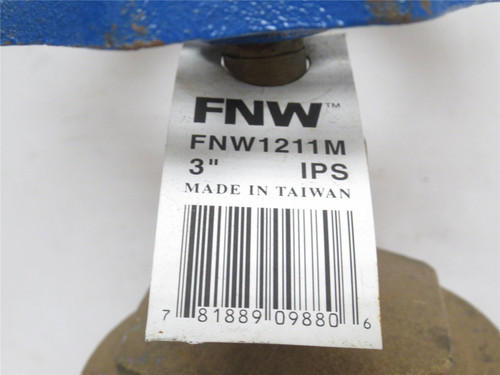 FNW™
FNW1211M
3" IPS
MADE IN TAIWAN
7 81889 09880 6